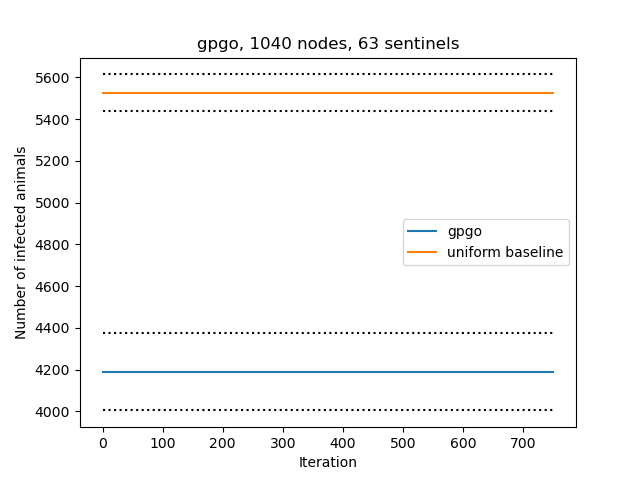 gpgo, 1040 nodes, 63 sentinels
Number of infected animals
5600
5400
5200
5000
4800
4600
4400
4200
4000
gpgo
uniform baseline
0 100 200 300 400 500 600 700
Iteration